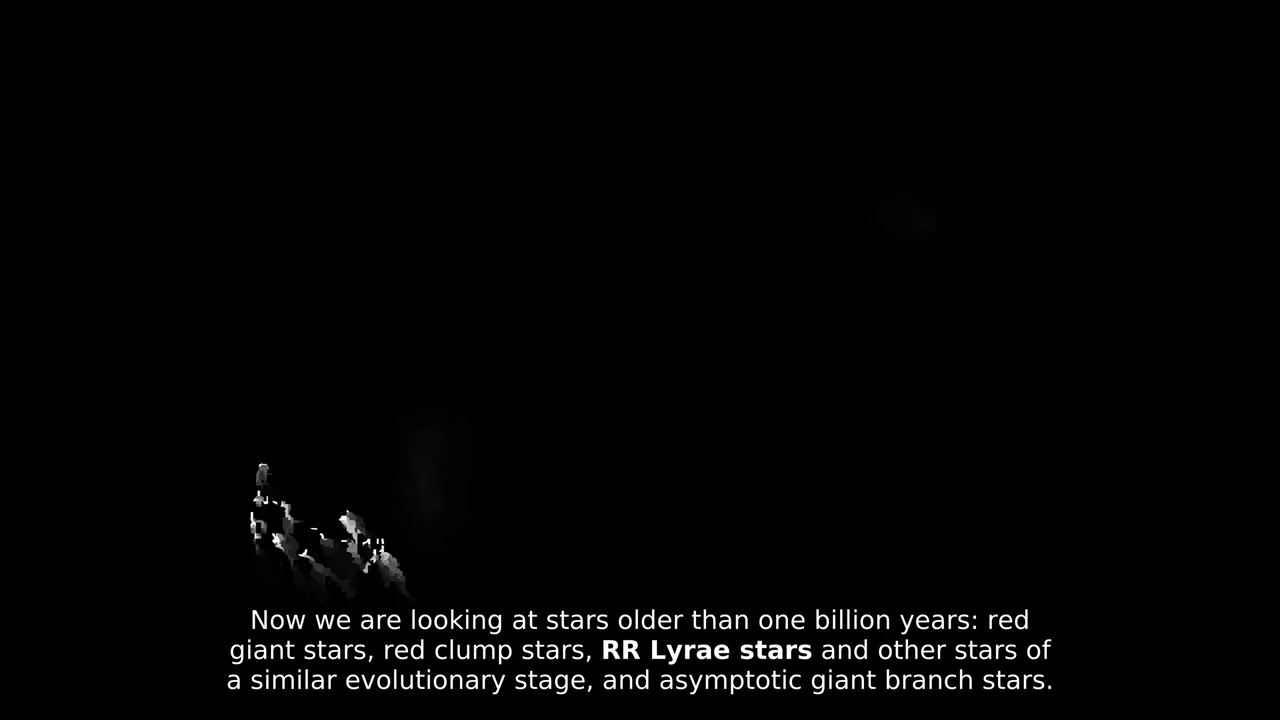 Now we are looking at stars older than one billion years: red
giant stars, red clump stars, RR Lyrae stars and other stars of
a similar evolutionary stage, and asymptotic giant branch stars.